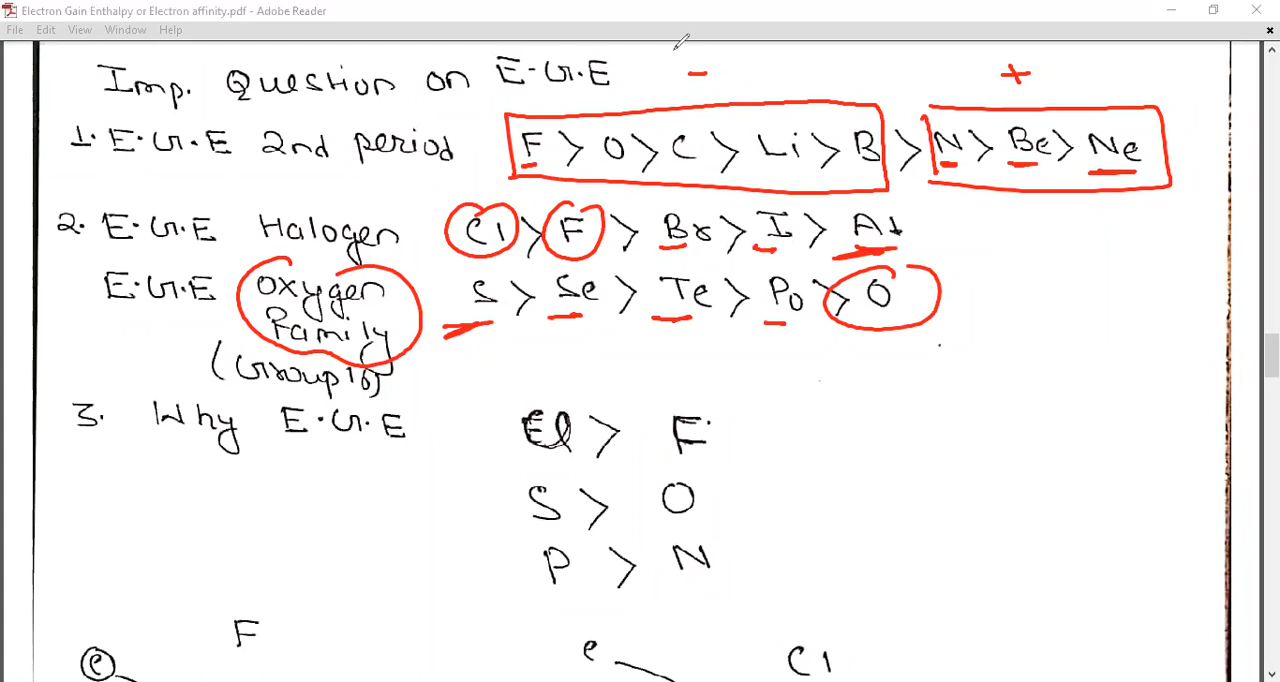 Electron Gain Enthalpy or Electron affinity.pdf - Adobe Reader
File Edit View Window Help
Imp. Question on E.G.E - +
1. E.G.E 2nd period F > O > C > Li > B > N > Be > Ne
2. E.G.E Halogen Cl > F > Br > I > At
E.G.E Oxygen S > Se > Te > Po > O
Family
(Group 16)
3. Why E.G.E Cl > F
S > O
P > N
F e Cl
e